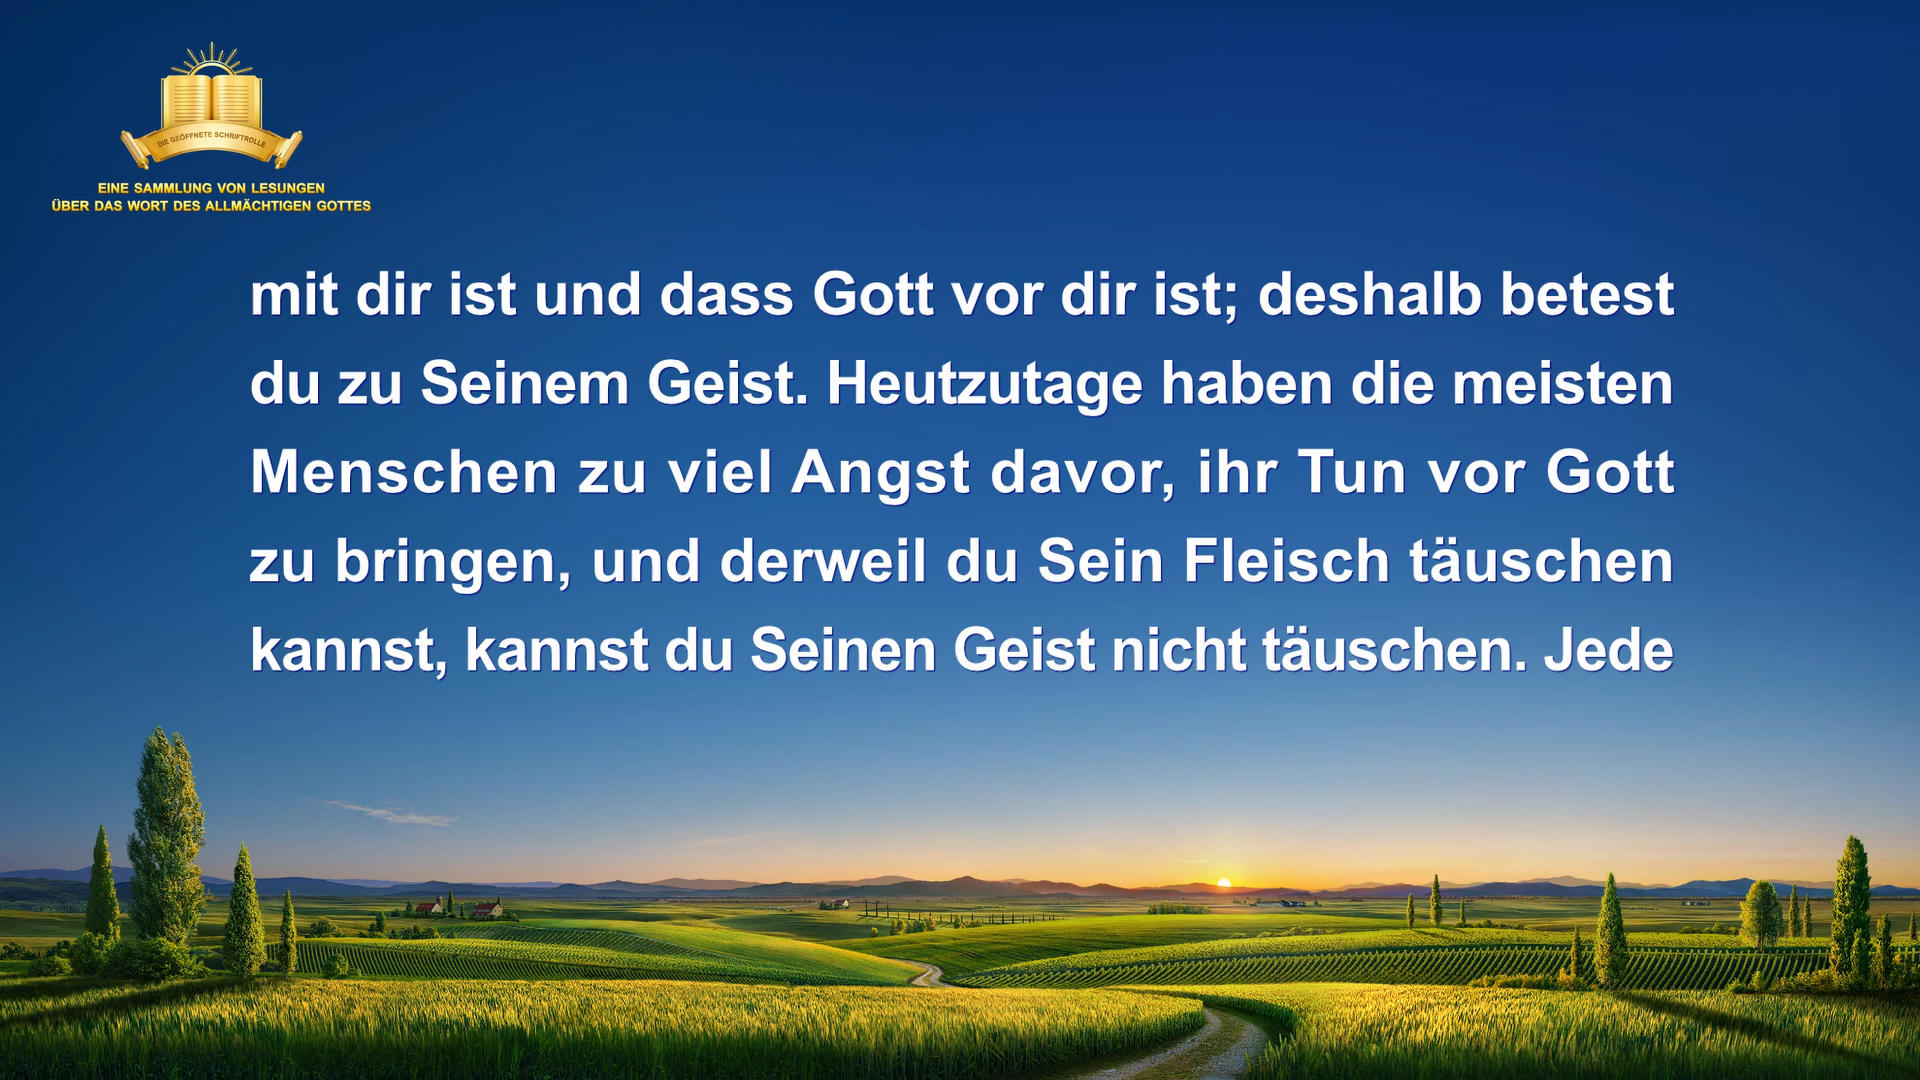 DIE GEÖFFNETE SCHRIFTROLLE
EINE SAMMLUNG VON LESUNGEN
ÜBER DAS WORT DES ALLMÄCHTIGEN GOTTES
mit dir ist und dass Gott vor dir ist; deshalb betest
du zu Seinem Geist. Heutzutage haben die meisten
Menschen zu viel Angst davor, ihr Tun vor Gott
zu bringen, und derweil du Sein Fleisch täuschen
kannst, kannst du Seinen Geist nicht täuschen. Jede